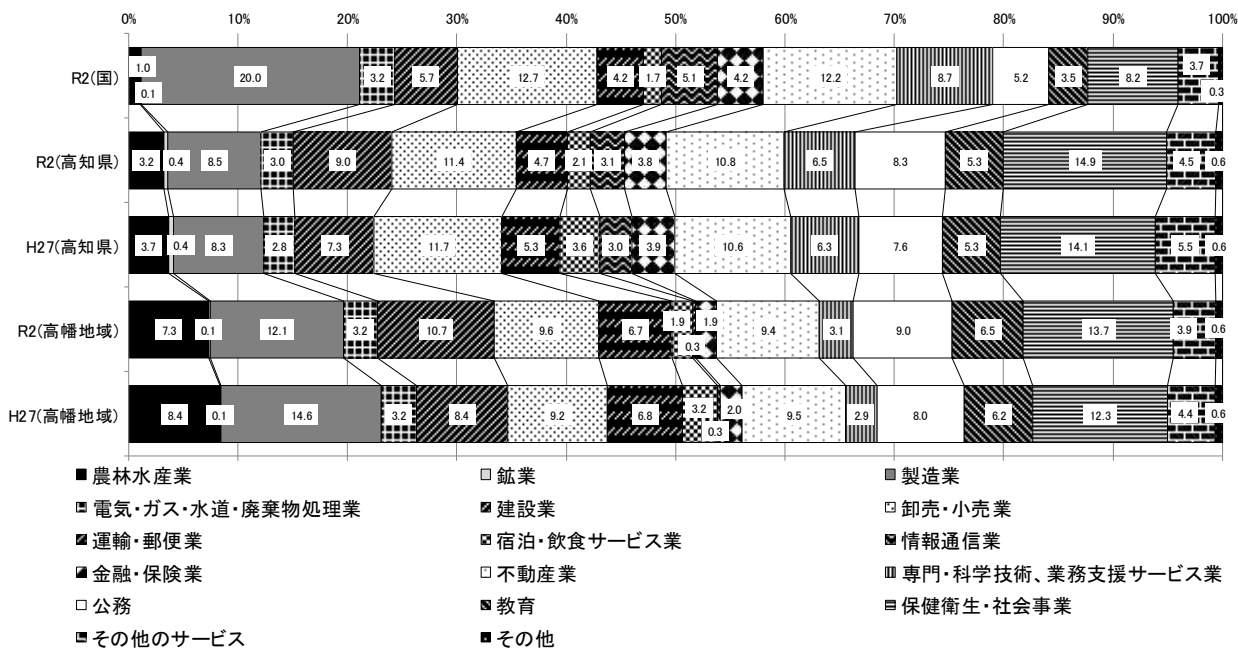 0% 10% 20% 30% 40% 50% 60% 70% 80% 90% 100%
R2(国) 1.0 0.1 20.0 3.2 5.7 12.7 4.2 1.7 5.1 4.2 12.2 8.7 5.2 3.5 8.2 3.7 0.3
R2(高知県) 3.2 0.4 8.5 3.0 9.0 11.4 4.7 2.1 3.1 3.8 10.8 6.5 8.3 5.3 14.9 4.5 0.6
H27(高知県) 3.7 0.4 8.3 2.8 7.3 11.7 5.3 3.6 3.0 3.9 10.6 6.3 7.6 5.3 14.1 5.5 0.6
R2(高幡地域) 7.3 0.1 12.1 3.2 10.7 9.6 6.7 1.9 0.3 1.9 9.4 3.1 9.0 6.5 13.7 3.9 0.6
H27(高幡地域) 8.4 0.1 14.6 3.2 8.4 9.2 6.8 3.2 0.3 2.0 9.5 2.9 8.0 6.2 12.3 4.4 0.6
農林水産業 鉱業 製造業
電気・ガス・水道・廃棄物処理業 建設業 卸売・小売業
運輸・郵便業 宿泊・飲食サービス業 情報通信業
金融・保険業 不動産業 専門・科学技術、業務支援サービス業
公務 教育 保健衛生・社会事業
その他のサービス その他